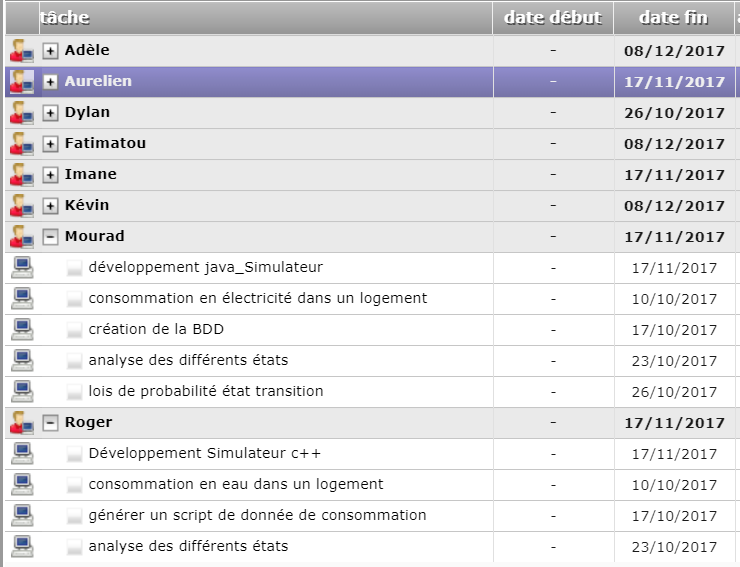 tâche date début date fin
Adèle - 08/12/2017
Aurelien - 17/11/2017
Dylan - 26/10/2017
Fatimatou - 08/12/2017
Imane - 17/11/2017
Kévin - 08/12/2017
Mourad - 17/11/2017
développement java_Simulateur - 17/11/2017
consommation en électricité dans un logement - 10/10/2017
création de la BDD - 17/10/2017
analyse des différents états - 23/10/2017
lois de probabilité état transition - 26/10/2017
Roger - 17/11/2017
Développement Simulateur c++ - 17/11/2017
consommation en eau dans un logement - 10/10/2017
générer un script de donnée de consommation - 17/10/2017
analyse des différents états - 23/10/2017